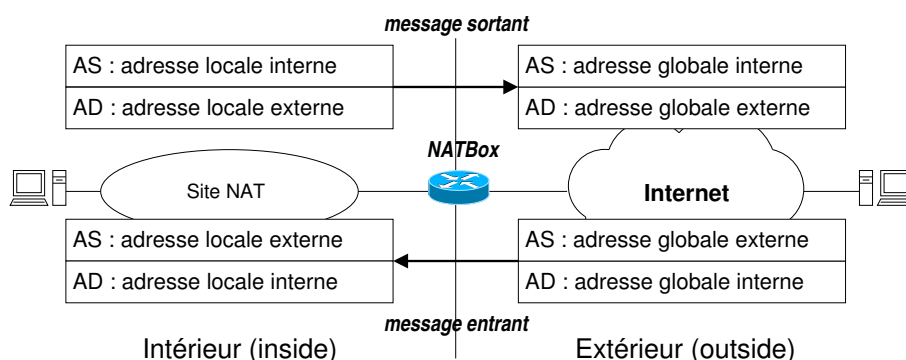 message sortant
AS : adresse locale interne
AD : adresse locale externe
AS : adresse globale interne
AD : adresse globale externe
NATBox
Site NAT
Internet
AS : adresse locale externe
AD : adresse locale interne
AS : adresse globale externe
AD : adresse globale interne
message entrant
Intérieur (inside)
Extérieur (outside)